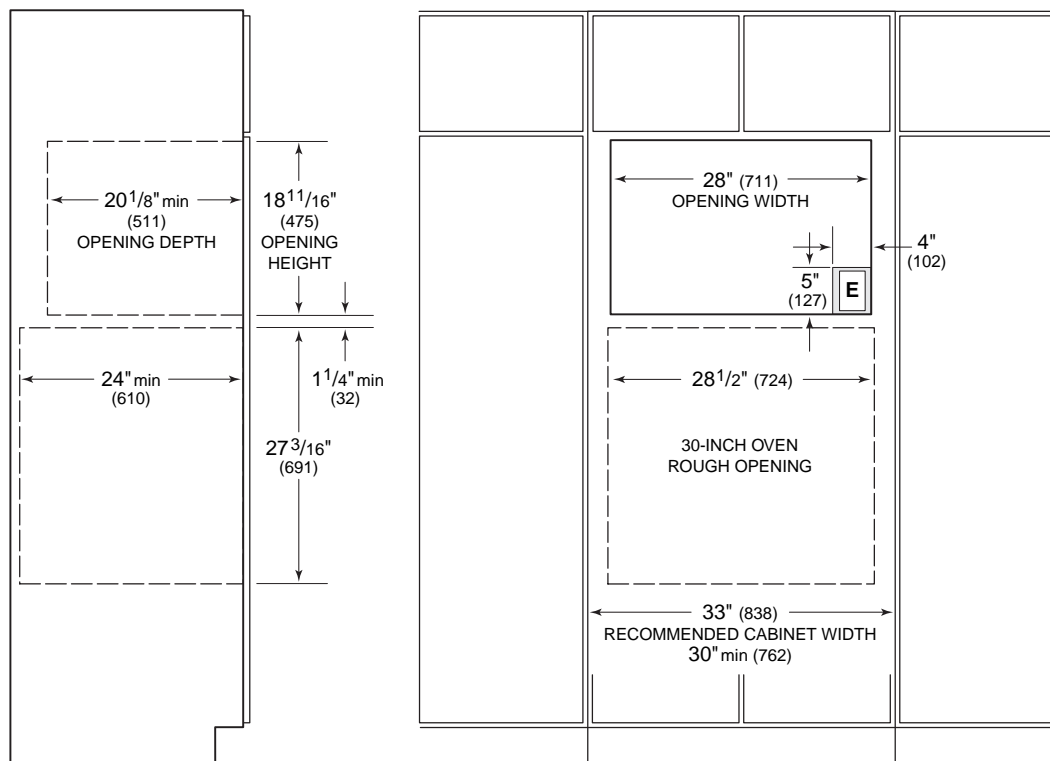 20 1/8" min
(511)
OPENING DEPTH
18 11/16"
(475)
OPENING
HEIGHT
24" min
(610)
1 1/4" min
(32)
27 3/16"
(691)
28" (711)
OPENING WIDTH
4"
(102)
5"
(127)
E
28 1/2" (724)
30-INCH OVEN
ROUGH OPENING
33" (838)
RECOMMENDED CABINET WIDTH
30" min (762)